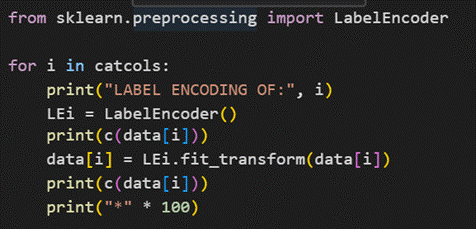 from sklearn.preprocessing import LabelEncoder
for i in catcols:
    print("LABEL ENCODING OF:", i)
    LEi = LabelEncoder()
    print(c(data[i]))
    data[i] = LEi.fit_transform(data[i])
    print(c(data[i]))
    print("*" * 100)